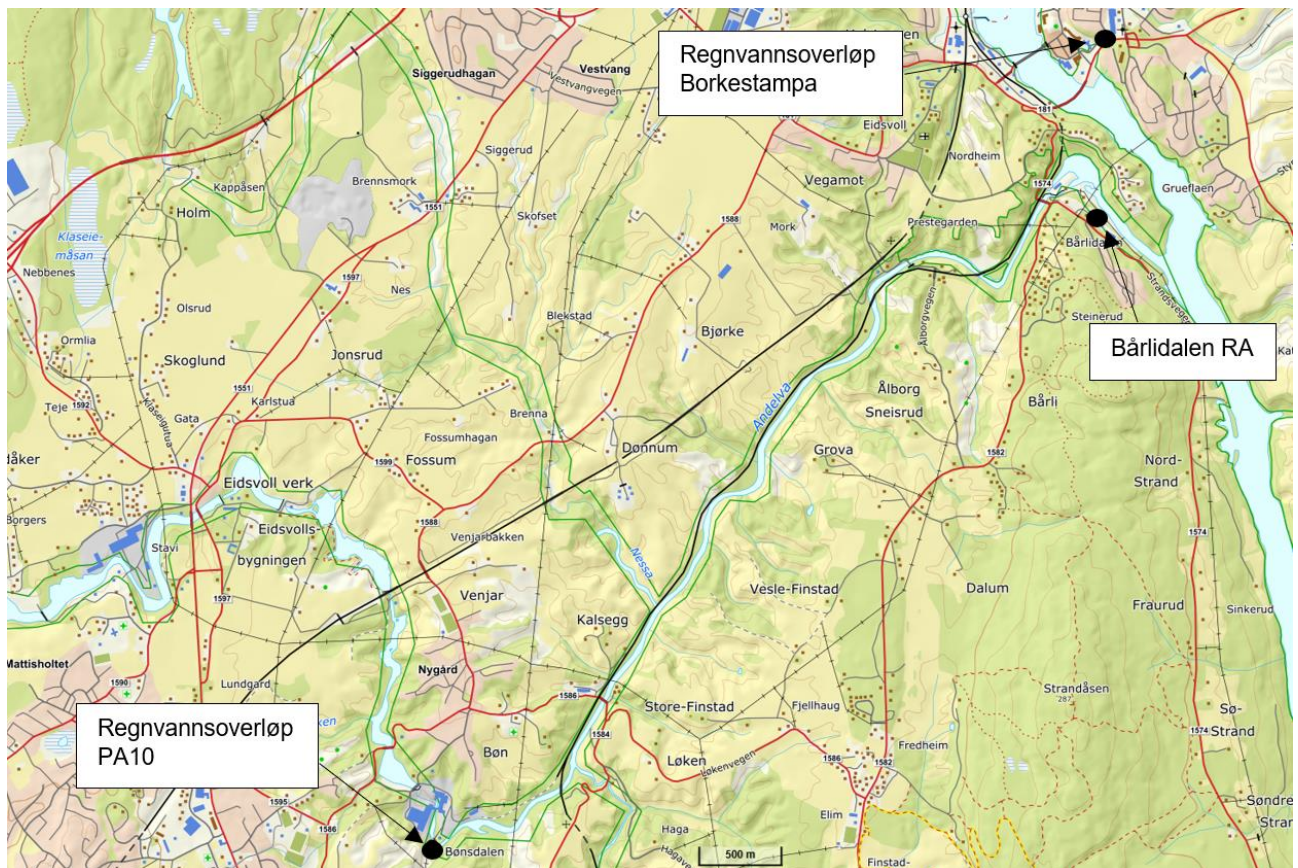 Regnvannsoverløp
Borkestampa
Siggerudhagan
Vestvang
Vestvangvegen
181
Eidsvoll
Nordheim
Siggerud
Kappåsen
Brennsmork
Holm
1551
Skofset
Vegamot
1574
Grueflaen
Klaseie-
måsan
1588
Mork
Prestegarden
Bårlidalen
Nebbenes
1597
Nes
Olsrud
Strandsvegen
Steinerud
Blekstad
Bjørke
Ålborgvegen
Bårlidalen RA
Ormlia
Skoglund
Jonsrud
1551
Teje
1592
Karlstua
Gata
Klaseigutua
Brenna
Andelva
Ålborg
Sneisrud
Bårli
Fossumhagan
Dønnum
Grova
1582
Nord-
Strand
1599
Fossum
Eidsvoll verk
Borgers
1588
1574
Stavi
Eidsvolls-
bygningen
Venjarbakken
Nessa
Vesle-Finstad
Dalum
1597
Venjar
Kalsegg
Fraurud
Sinkerud
Mattisholtet
1590
Lundgard
Nygård
1586
Store-Finstad
Fjellhaug
Strandåsen
287
Sø-
Strand
Regnvannsoverløp
PA10
Bøn
1584
Løken
Løkenvegen
1586
1582
Fredheim
1574
1595
1586
Elim
Søndre
Bønsdalen
Haga
500 m
Finstad-